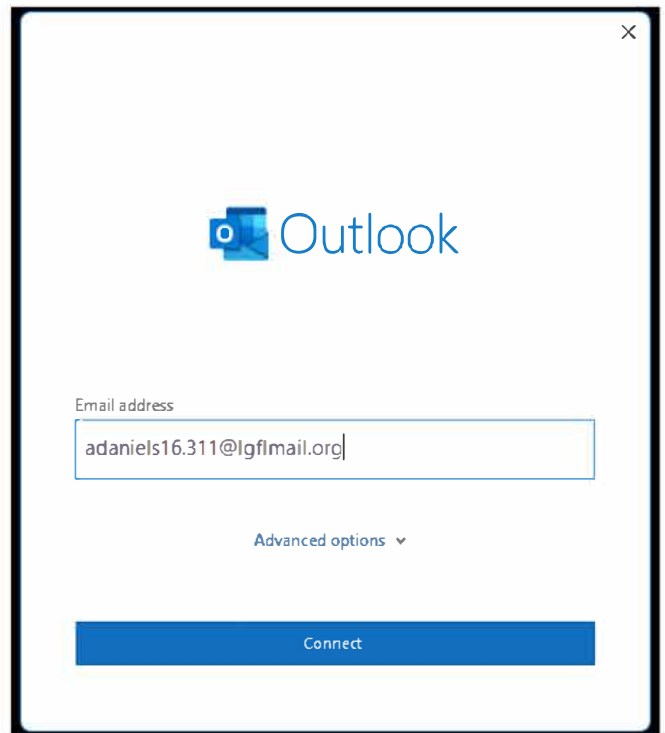 Outlook
Email address
adaniels16.311@lgflmail.org
Advanced options
Connect